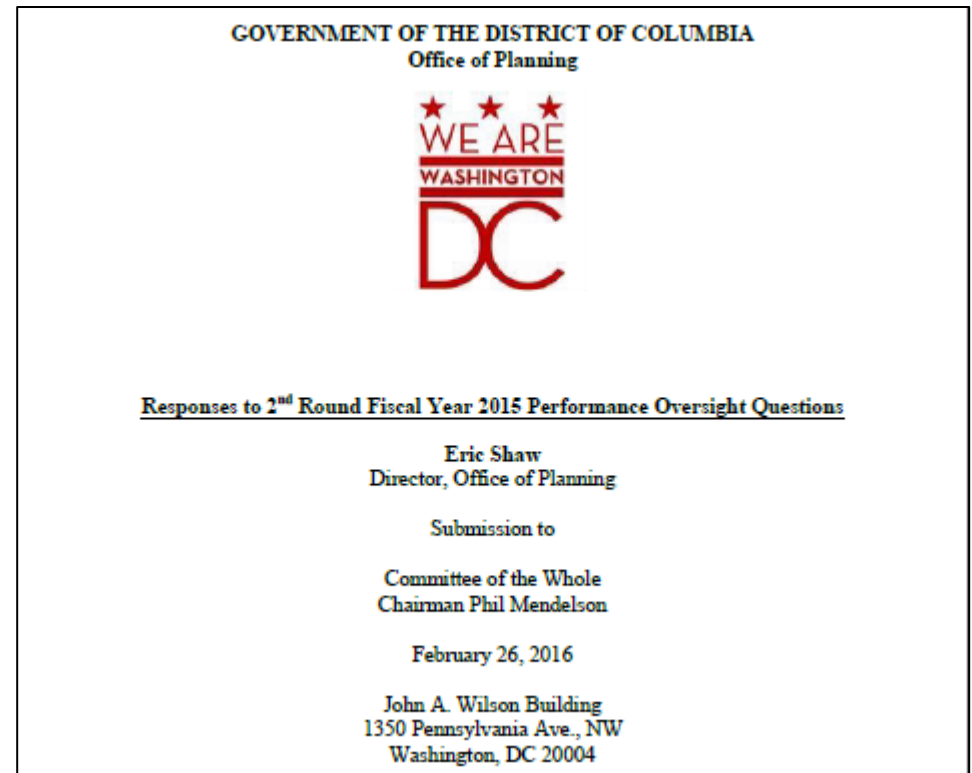 GOVERNMENT OF THE DISTRICT OF COLUMBIA
Office of Planning
WE ARE
WASHINGTON
DC
Responses to 2nd Round Fiscal Year 2015 Performance Oversight Questions
Eric Shaw
Director, Office of Planning
Submission to
Committee of the Whole
Chairman Phil Mendelson
February 26, 2016
John A. Wilson Building
1350 Pennsylvania Ave., NW
Washington, DC 20004